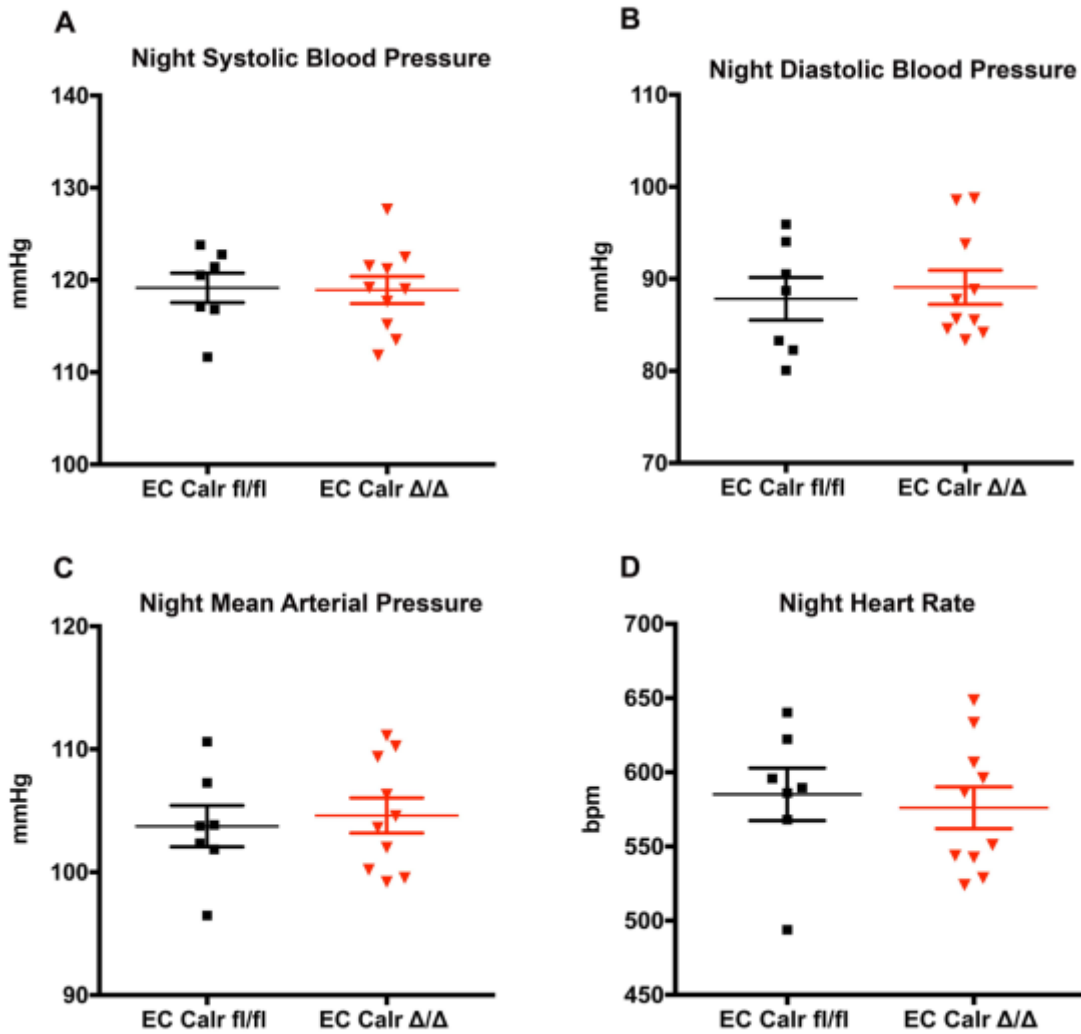 A
Night Systolic Blood Pressure
140
130
120
110
100
mmHg
EC Calr fl/fl
EC Calr Δ/Δ
B
Night Diastolic Blood Pressure
110
100
90
80
70
mmHg
EC Calr fl/fl
EC Calr Δ/Δ
C
Night Mean Arterial Pressure
120
110
100
90
mmHg
EC Calr fl/fl
EC Calr Δ/Δ
D
Night Heart Rate
700
650
600
550
500
450
bpm
EC Calr fl/fl
EC Calr Δ/Δ